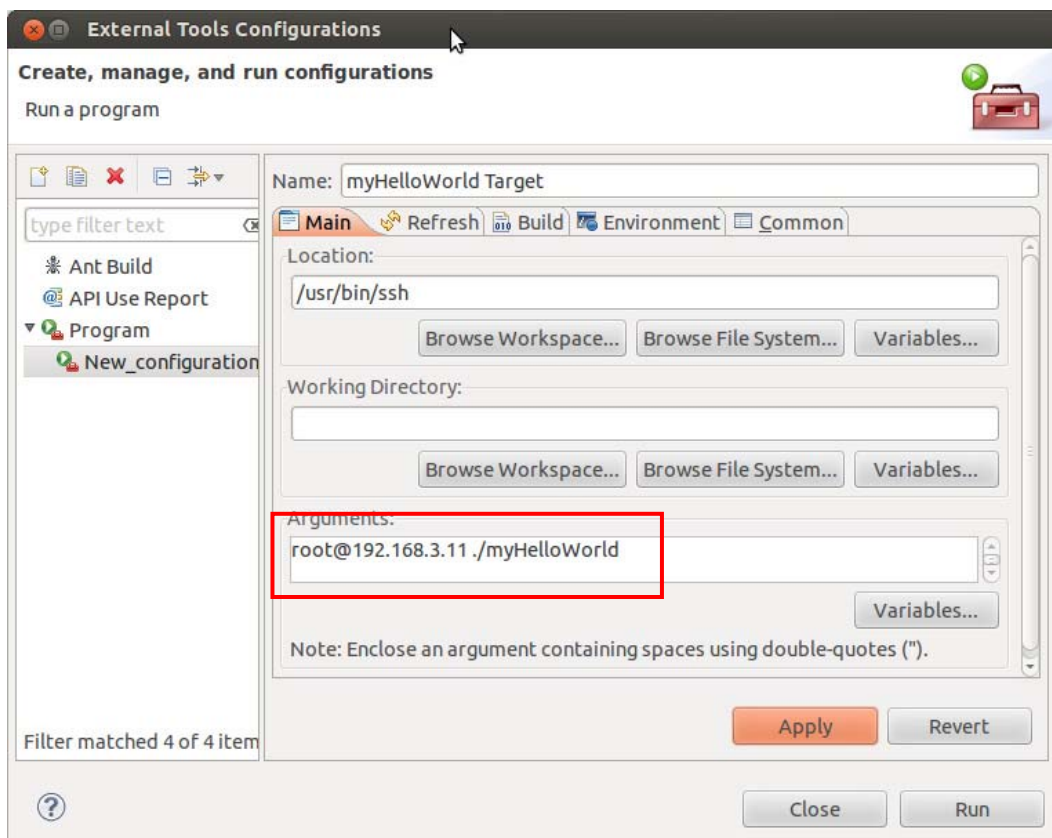 External Tools Configurations
Create, manage, and run configurations
Run a program
Name: myHelloWorld Target
type filter text
Main Refresh Build Environment Common
Ant Build
API Use Report
Program
New_configuration
Location:
/usr/bin/ssh
Browse Workspace... Browse File System... Variables...
Working Directory:
Browse Workspace... Browse File System... Variables...
Arguments:
root@192.168.3.11 ./myHelloWorld
Variables...
Note: Enclose an argument containing spaces using double-quotes (").
Filter matched 4 of 4 item
Apply Revert
Close Run